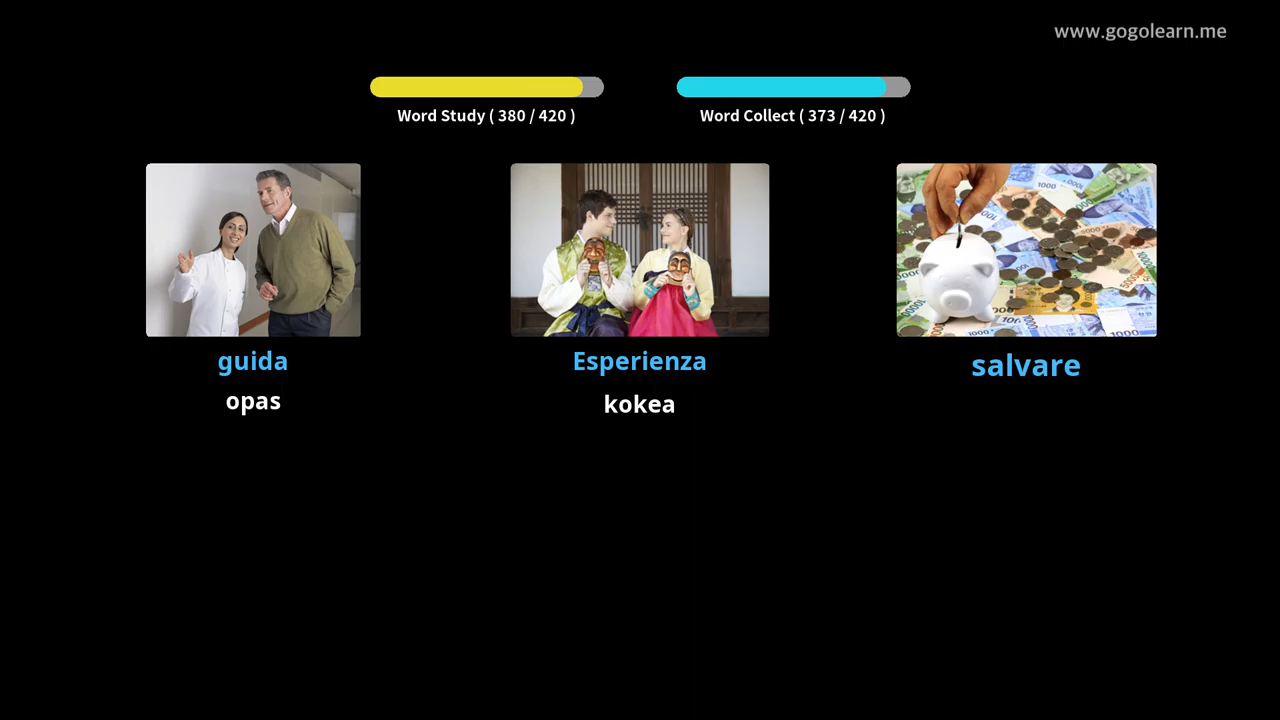 www.gogolearn.me
Word Study ( 380 / 420 )
Word Collect ( 373 / 420 )
guida
Esperienza
salvare
opas
kokea